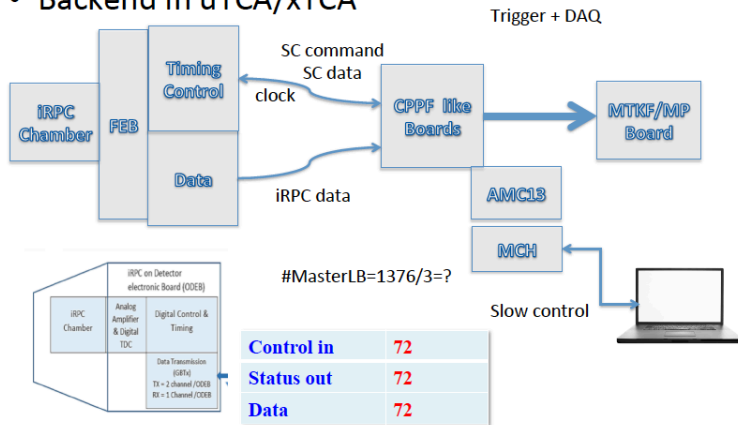 • Backend in uTCA/xTCA
Trigger + DAQ
Timing
Control
SC command
SC data
clock
iRPC
Chamber
FEB
CPPF like
Boards
MTKF/MP
Board
Data
iRPC data
AMC13
MCH
#MasterLB=1376/3=?
Slow control
iRPC on Detector
electronic Board (ODEB)
iRPC
Chamber
Analog
Amplifier
& Digital
TDC
Digital Control &
Timing
Data Transmission
(GBTx)
TX = 2 channel /ODEB
RX = 1 Channel /ODEB
Control in 72
Status out 72
Data 72